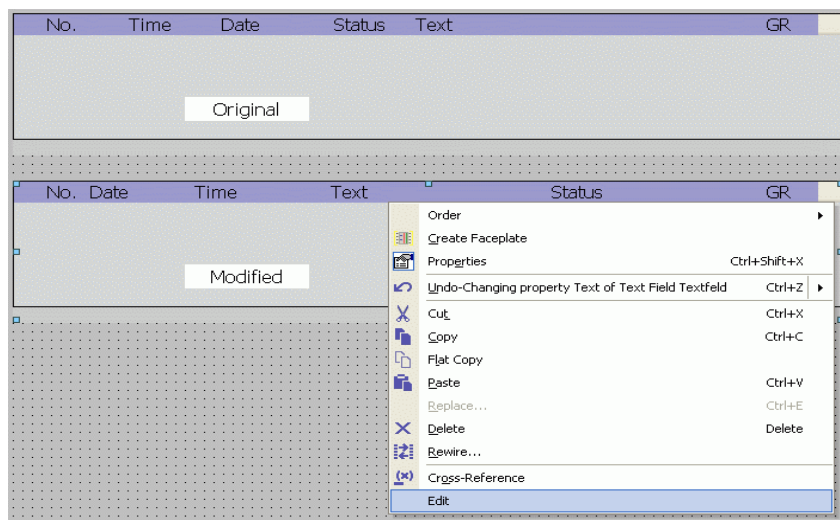 No. Time Date Status Text GR
Original
No. Date Time Text Status GR
Modified
Order
Create Faceplate
Properties Ctrl+Shift+X
Undo-Changing property Text of Text Field Textfeld Ctrl+Z
Cut Ctrl+X
Copy Ctrl+C
Flat Copy
Paste Ctrl+V
Replace... Ctrl+E
Delete Delete
Rewire...
Cross-Reference
Edit